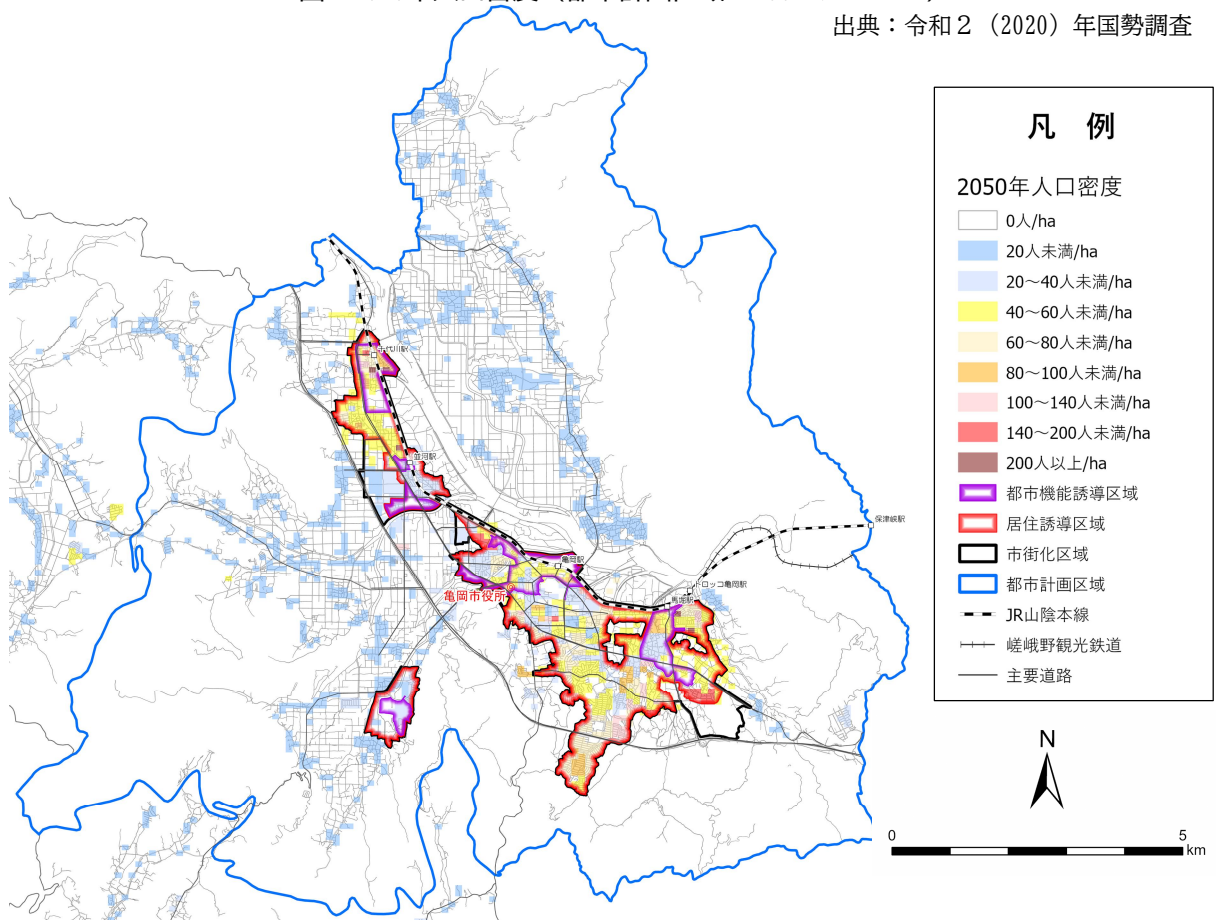 出典：令和２（2020）年国勢調査
凡 例
2050年人口密度
0人/ha
20人未満/ha
20～40人未満/ha
40～60人未満/ha
60～80人未満/ha
80～100人未満/ha
100～140人未満/ha
140～200人未満/ha
200人以上/ha
都市機能誘導区域
居住誘導区域
市街化区域
都市計画区域
JR山陰本線
嵯峨野観光鉄道
主要道路
千代川駅
並河駅
保津峡駅
亀岡駅
トロッコ亀岡駅
亀岡市役所
馬堀駅
N
0
5
km